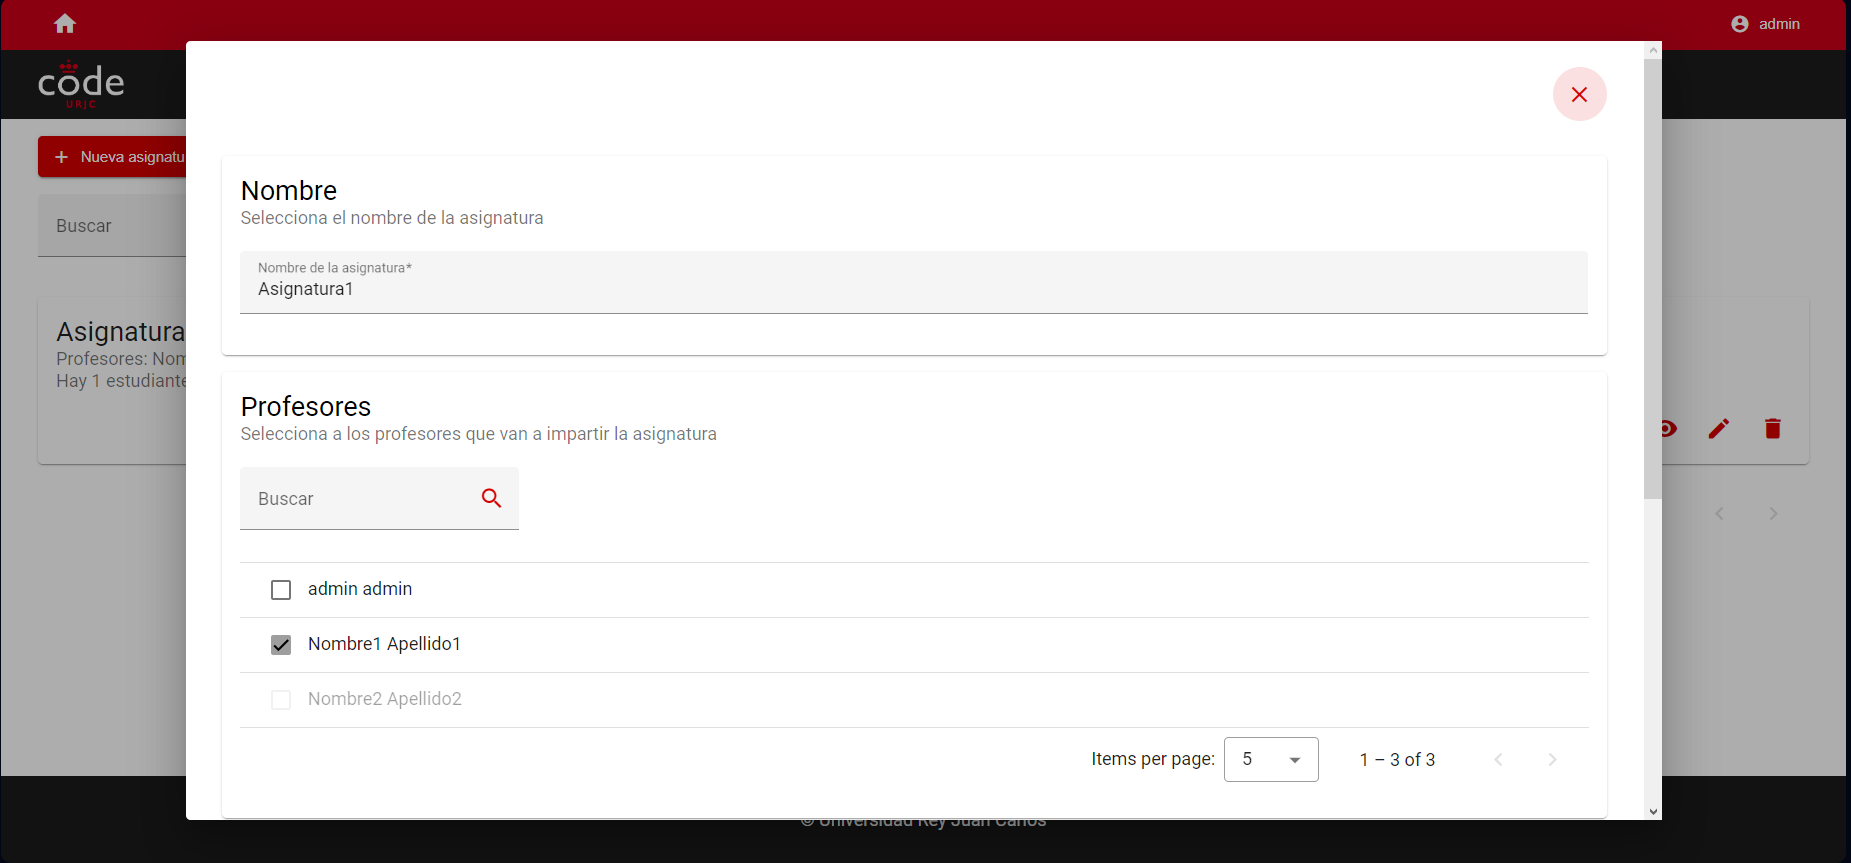 admin
code
URJC
Nueva asignatu
Buscar
Asignatura
Profesores: Nom
Hay 1 estudiante
Nombre
Selecciona el nombre de la asignatura
Nombre de la asignatura*
Asignatura1
Profesores
Selecciona a los profesores que van a impartir la asignatura
Buscar
admin admin
Nombre1 Apellido1
Nombre2 Apellido2
Items per page: 5 1 – 3 of 3
© Universidad Rey Juan Carlos